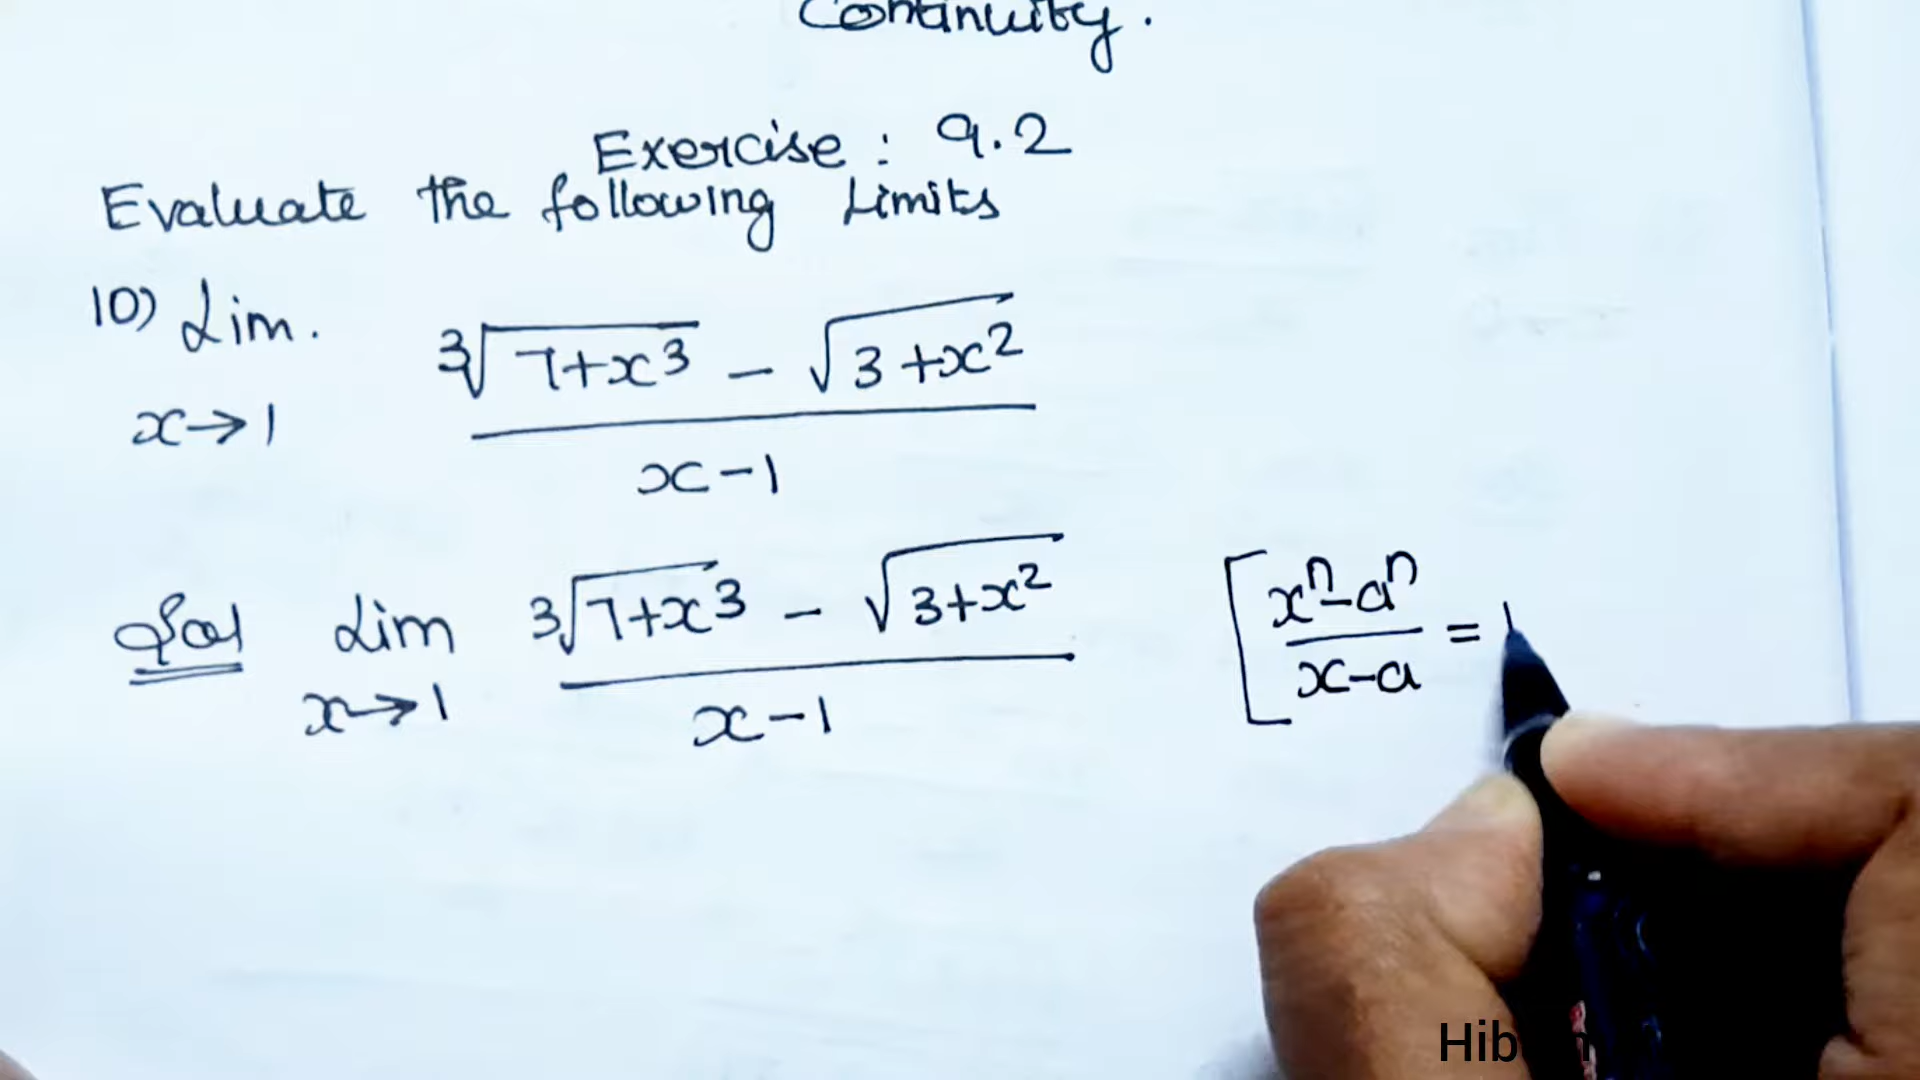 Continuity.
Exercise : 9.2
Evaluate the following Limits
10) Lim. x→1 (∛(7+x³) − √(3+x²)) / (x−1)
Sol Lim x→1 (∛(7+x³) − √(3+x²)) / (x−1) [ (xⁿ−aⁿ) / (x−a) =